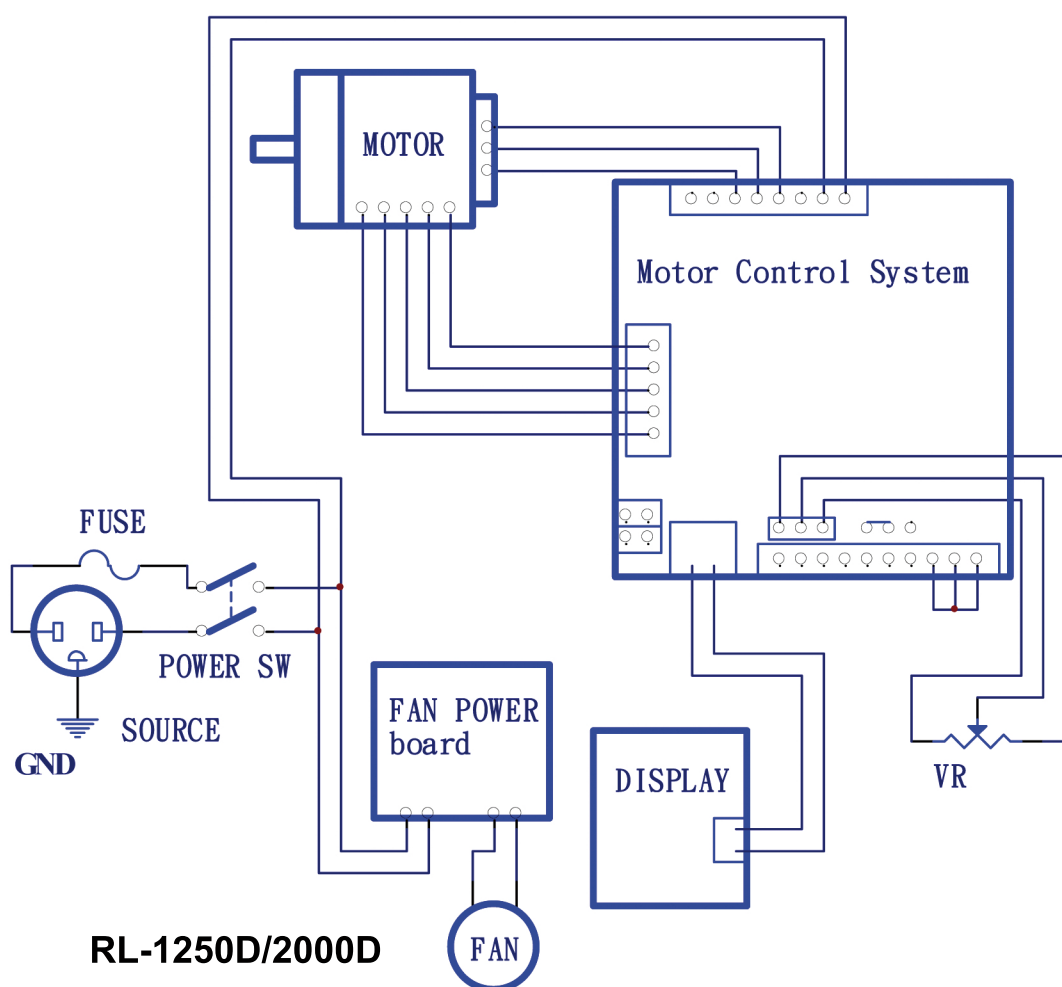 MOTOR
Motor Control System
FUSE
POWER SW
SOURCE
GND
FAN POWER
board
DISPLAY
VR
FAN
RL-1250D/2000D